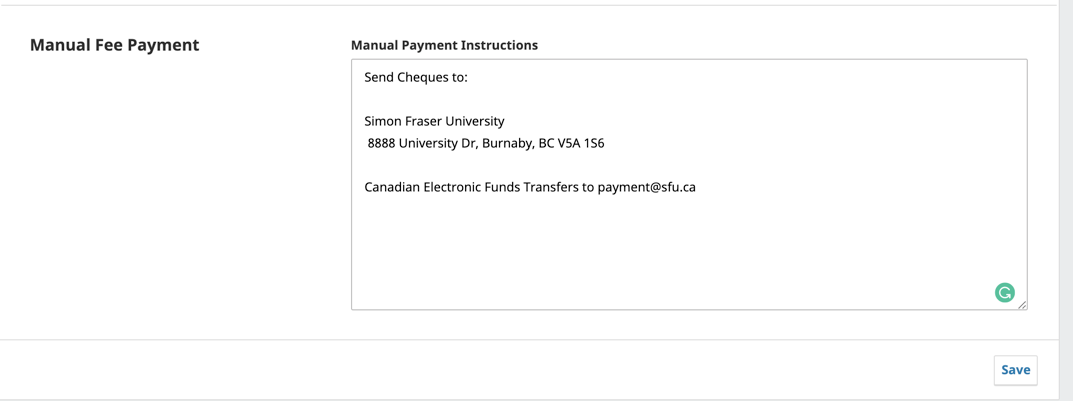 Manual Fee Payment
Manual Payment Instructions
Send Cheques to:
Simon Fraser University
8888 University Dr, Burnaby, BC V5A 1S6
Canadian Electronic Funds Transfers to payment@sfu.ca
Save